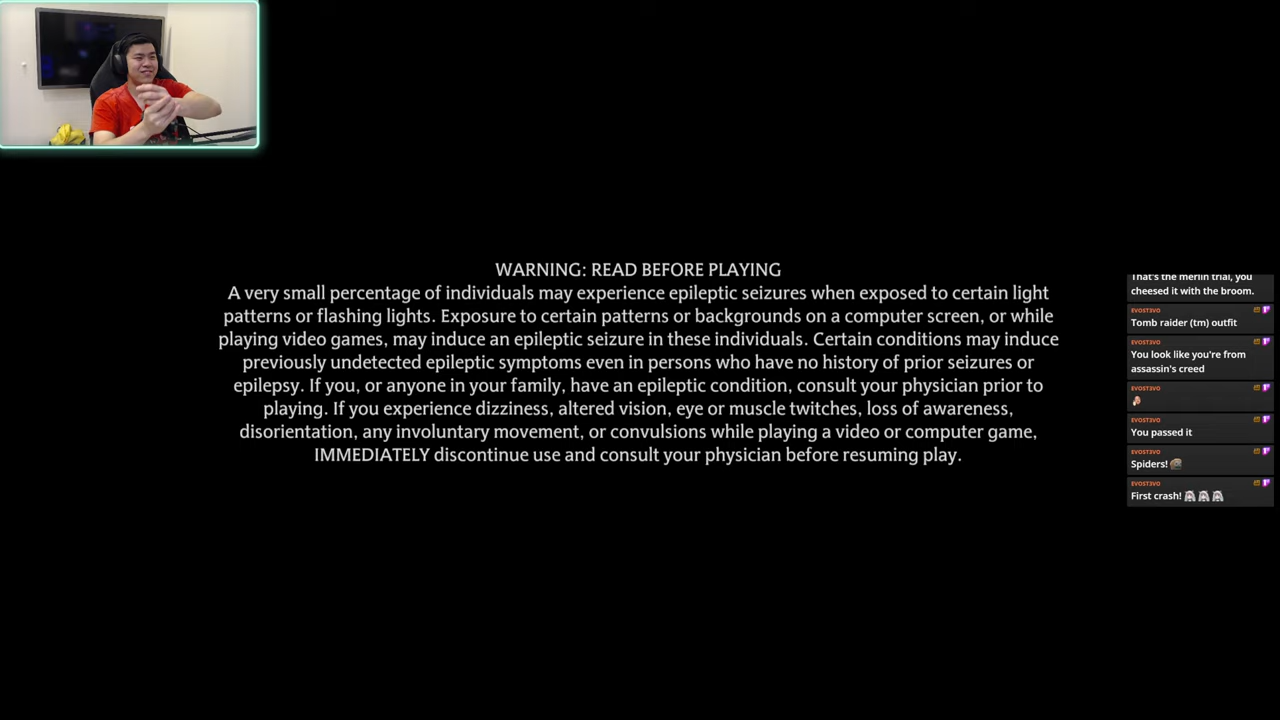 WARNING: READ BEFORE PLAYING
A very small percentage of individuals may experience epileptic seizures when exposed to certain light
patterns or flashing lights. Exposure to certain patterns or backgrounds on a computer screen, or while
playing video games, may induce an epileptic seizure in these individuals. Certain conditions may induce
previously undetected epileptic symptoms even in persons who have no history of prior seizures or
epilepsy. If you, or anyone in your family, have an epileptic condition, consult your physician prior to
playing. If you experience dizziness, altered vision, eye or muscle twitches, loss of awareness,
disorientation, any involuntary movement, or convulsions while playing a video or computer game,
IMMEDIATELY discontinue use and consult your physician before resuming play.
That's the merlin trial, you
cheesed it with the broom.
EVOST3VO
Tomb raider (tm) outfit
EVOST3VO
You look like you're from
assassin's creed
EVOST3VO
EVOST3VO
You passed it
EVOST3VO
Spiders!
EVOST3VO
First crash!